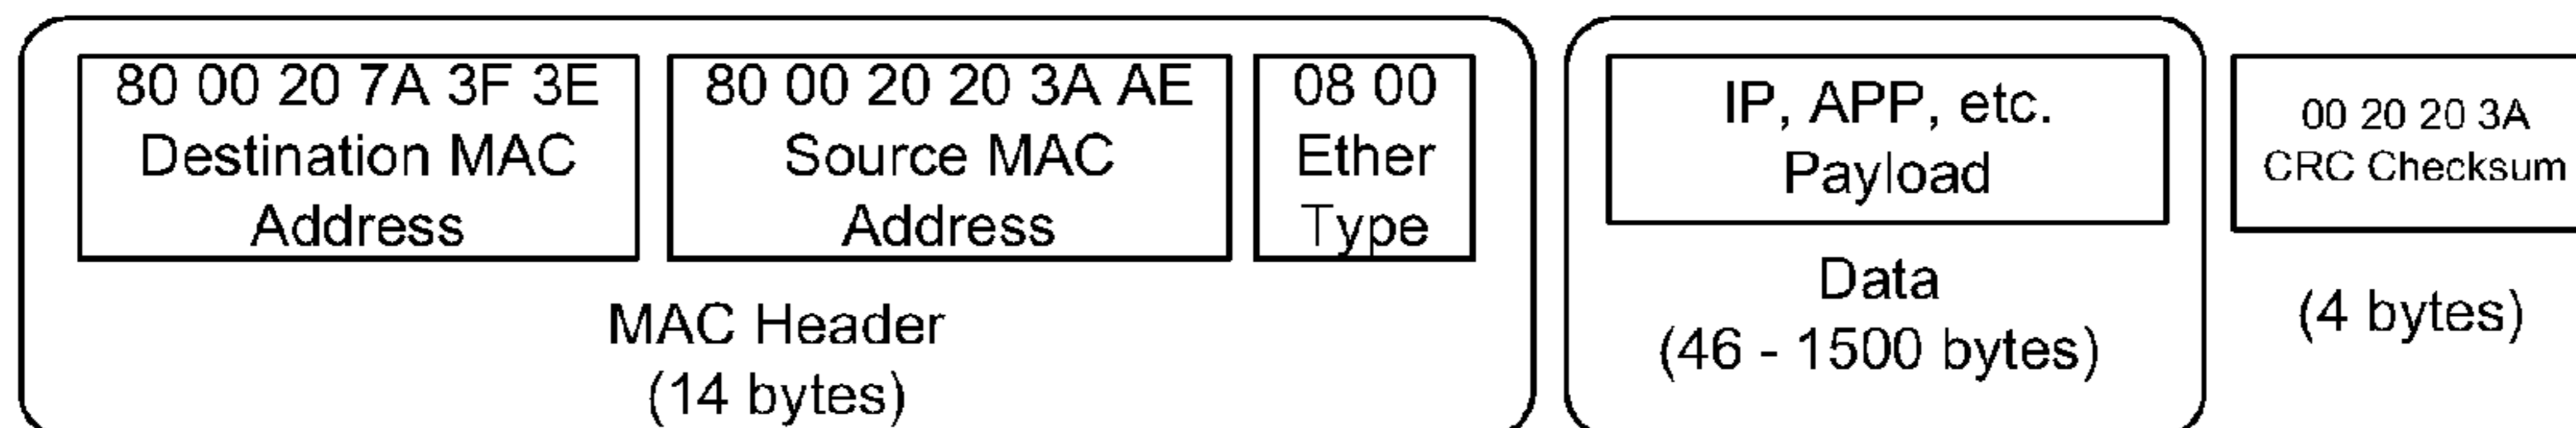 80 00 20 7A 3F 3E
Destination MAC
Address
80 00 20 20 3A AE
Source MAC
Address
08 00
Ether
Type
MAC Header
(14 bytes)
IP, APP, etc.
Payload
Data
(46 - 1500 bytes)
00 20 20 3A
CRC Checksum
(4 bytes)